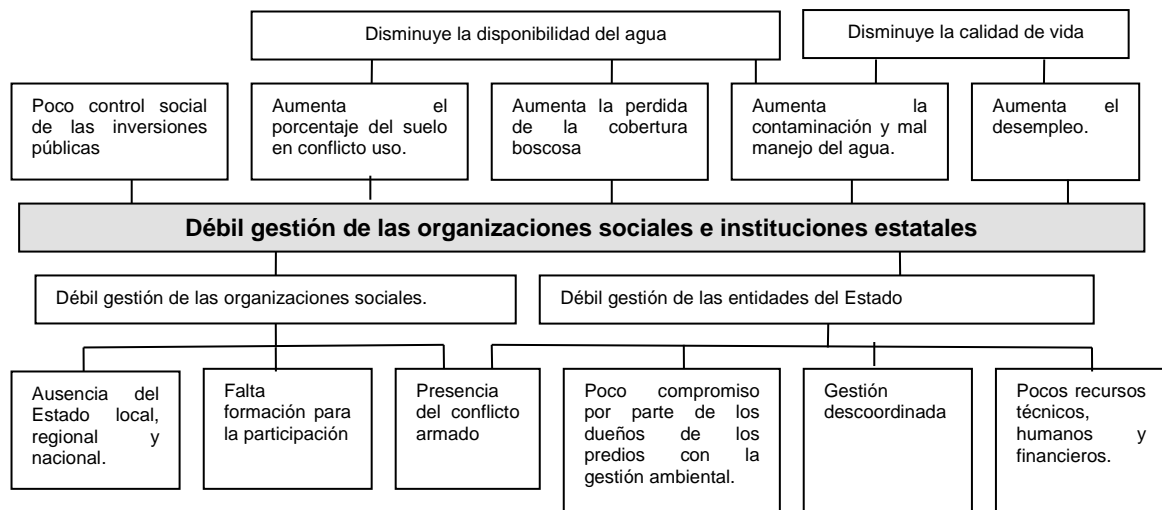 Disminuye la disponibilidad del agua
Disminuye la calidad de vida
Poco control social
de las inversiones
públicas
Aumenta el
porcentaje del suelo
en conflicto uso.
Aumenta la perdida
de la cobertura
boscosa
Aumenta la
contaminación y mal
manejo del agua.
Aumenta el
desempleo.
Débil gestión de las organizaciones sociales e instituciones estatales
Débil gestión de las organizaciones sociales.
Débil gestión de las entidades del Estado
Ausencia del
Estado local,
regional y
nacional.
Falta
formación para
la participación
Presencia
del conflicto
armado
Poco compromiso
por parte de los
dueños de los
predios con la
gestión ambiental.
Gestión
descoordinada
Pocos recursos
técnicos,
humanos y
financieros.